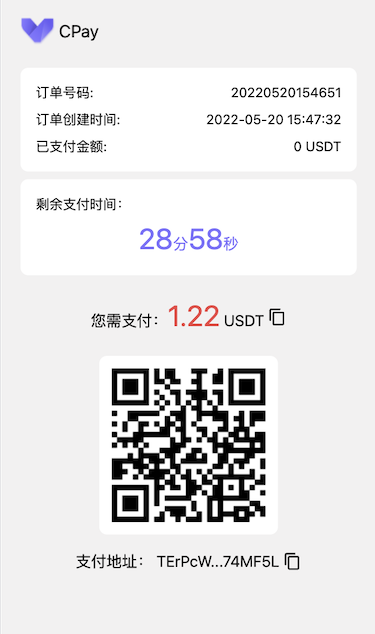 CPay
订单号码: 20220520154651
订单创建时间: 2022-05-20 15:47:32
已支付金额: 0 USDT
剩余支付时间:
28分58秒
您需支付: 1.22 USDT
支付地址: TErPcW...74MF5L